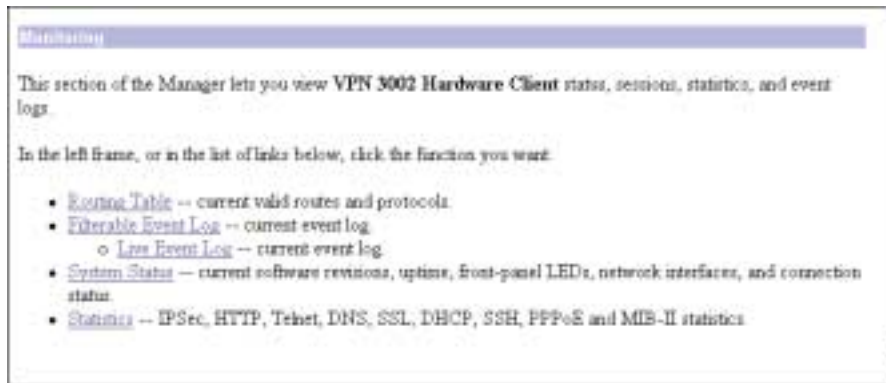 Monitoring
This section of the Manager lets you view VPN 3002 Hardware Client status, sessions, statistics, and event
logs.
In the left frame, or in the list of links below, click the function you want.
• Routing Table -- current valid routes and protocols.
• Filterable Event Log -- current event log.
o Live Event Log -- current event log.
• System Status -- current software revisions, uptime, front-panel LEDs, network interfaces, and connection
status.
• Statistics -- IPSec, HTTP, Telnet, DNS, SSL, DHCP, SSH, PPPoE and MIB-II statistics.